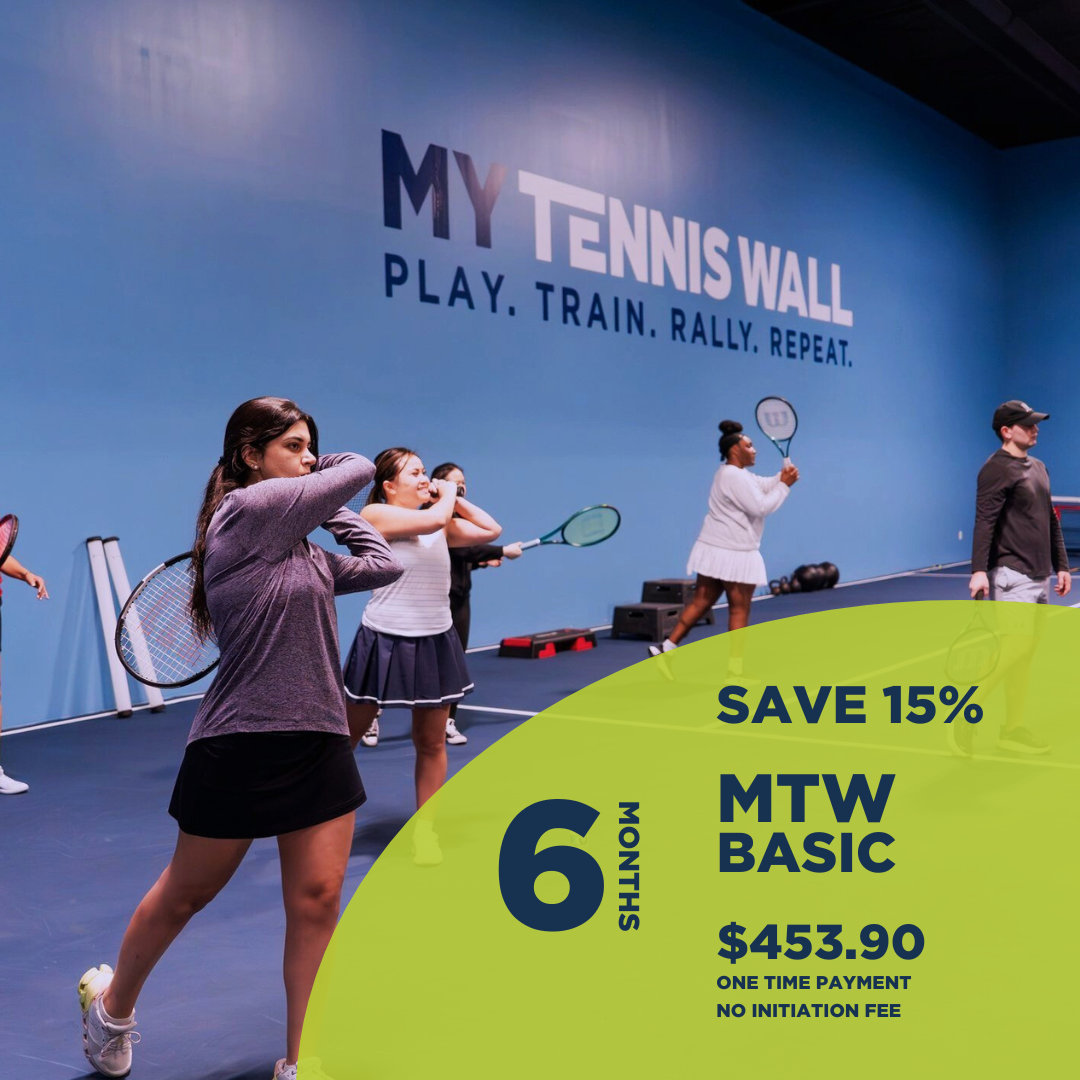 MY TENNIS WALL
PLAY. TRAIN. RALLY. REPEAT.
SAVE 15%
6 MONTHS
MTW
BASIC
$453.90
ONE TIME PAYMENT
NO INITIATION FEE